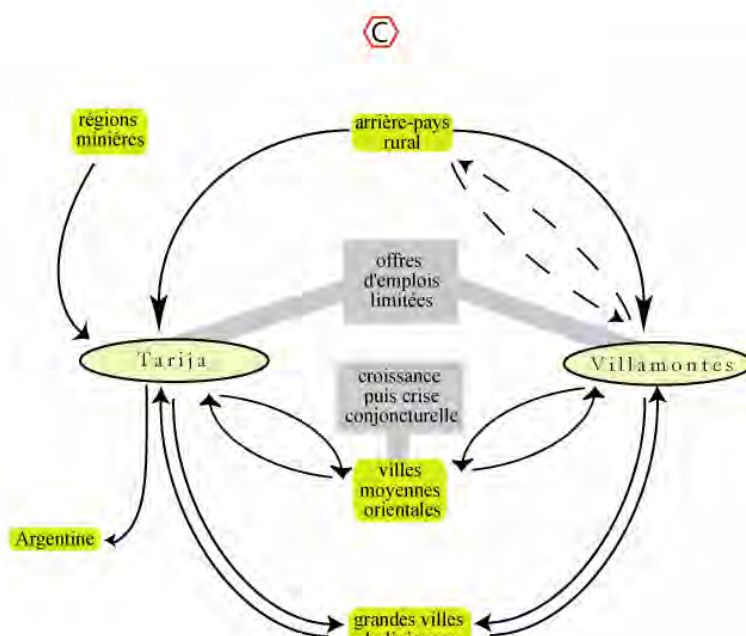 C
régions
minières
arrière-pays
rural
offres
d'emplois
limitées
Tarija
Villamontes
croissance
puis crise
conjoncturelle
villes
moyennes
orientales
Argentine
grandes villes